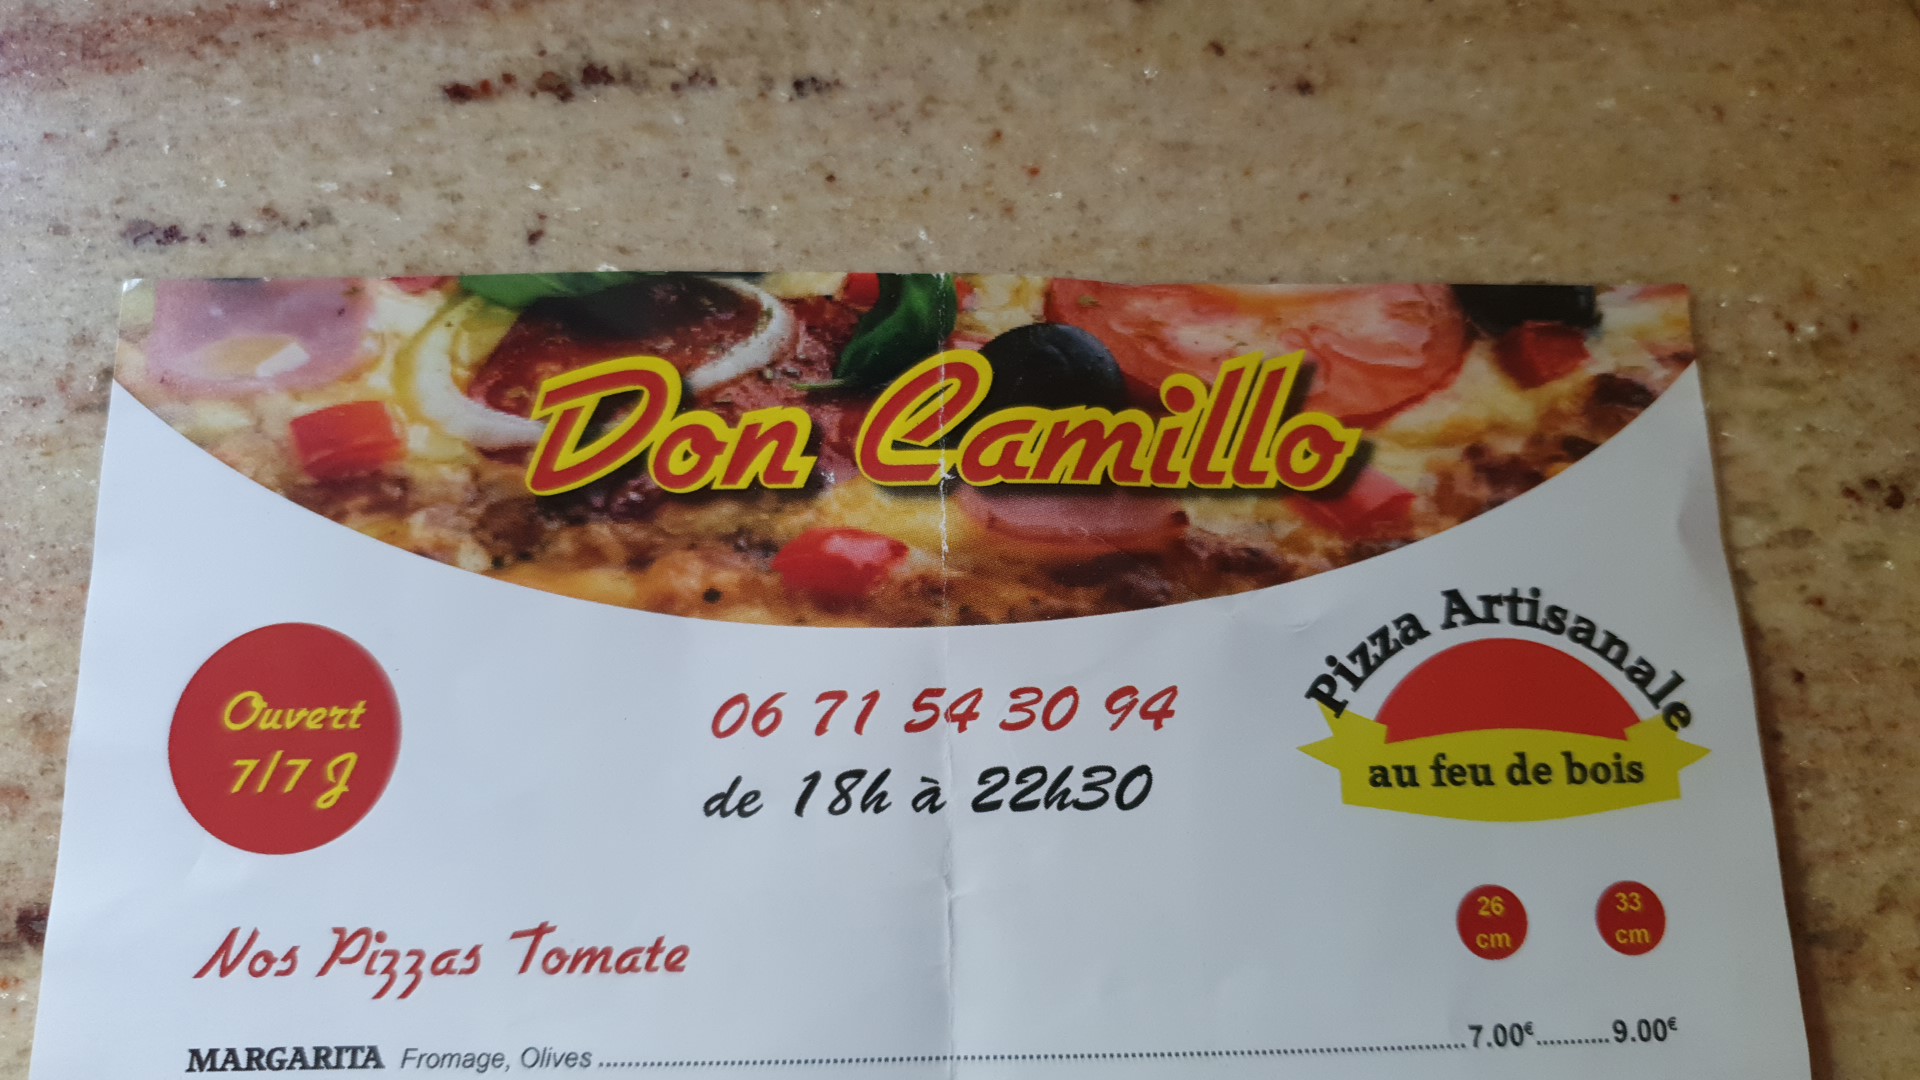 Don Camillo
Pizza Artisanale
au feu de bois
Ouvert
7/7 J
06 71 54 30 94
de 18h à 22h30
26
cm
33
cm
Nos Pizzas Tomate
MARGARITA Fromage, Olives ........ 7.00€ ........ 9.00€